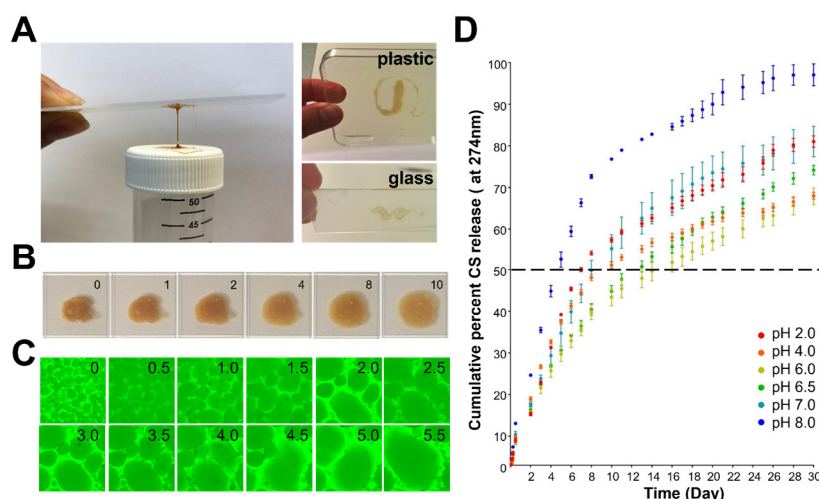 A
plastic
glass
50
45
B
0 1 2 4 8 10
C
0 0.5 1.0 1.5 2.0 2.5
3.0 3.5 4.0 4.5 5.0 5.5
D
Cumulative percent CS release ( at 274nm)
100
90
80
70
60
50
40
30
20
10
0
2 4 6 8 10 12 14 16 18 20 22 24 26 28 30
Time (Day)
pH 2.0
pH 4.0
pH 6.0
pH 6.5
pH 7.0
pH 8.0